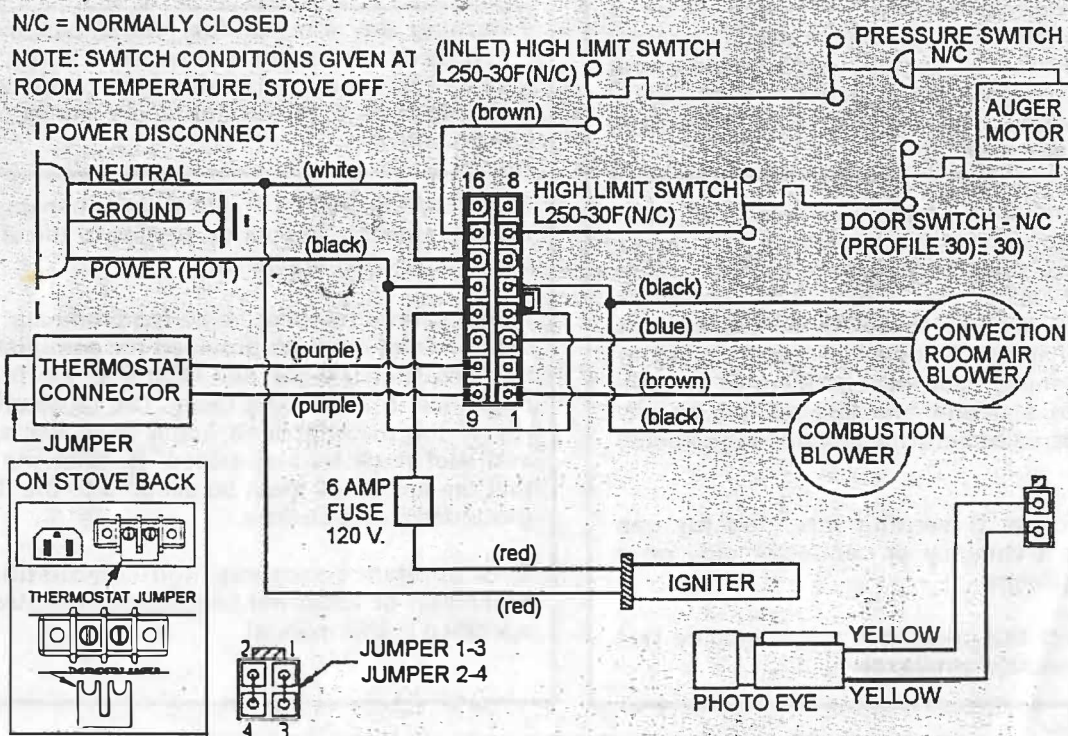 N/C = NORMALLY CLOSED
NOTE: SWITCH CONDITIONS GIVEN AT
ROOM TEMPERATURE, STOVE OFF
(INLET) HIGH LIMIT SWITCH
L250-30F(N/C)
(brown)
PRESSURE SWITCH
N/C
AUGER
MOTOR
POWER DISCONNECT
NEUTRAL
(white)
GROUND
(black)
POWER (HOT)
16 8
HIGH LIMIT SWITCH
L250-30F(N/C)
DOOR SWITCH - N/C
(PROFILE 30)E 30)
(black)
(blue)
CONVECTION
ROOM AIR
BLOWER
THERMOSTAT
CONNECTOR
(purple)
(purple)
(brown)
(black)
9 1
COMBUSTION
BLOWER
JUMPER
ON STOVE BACK
THERMOSTAT JUMPER
6 AMP
FUSE
120 V.
(red)
(red)
IGNITER
2 1
JUMPER 1-3
JUMPER 2-4
4 3
YELLOW
YELLOW
PHOTO EYE